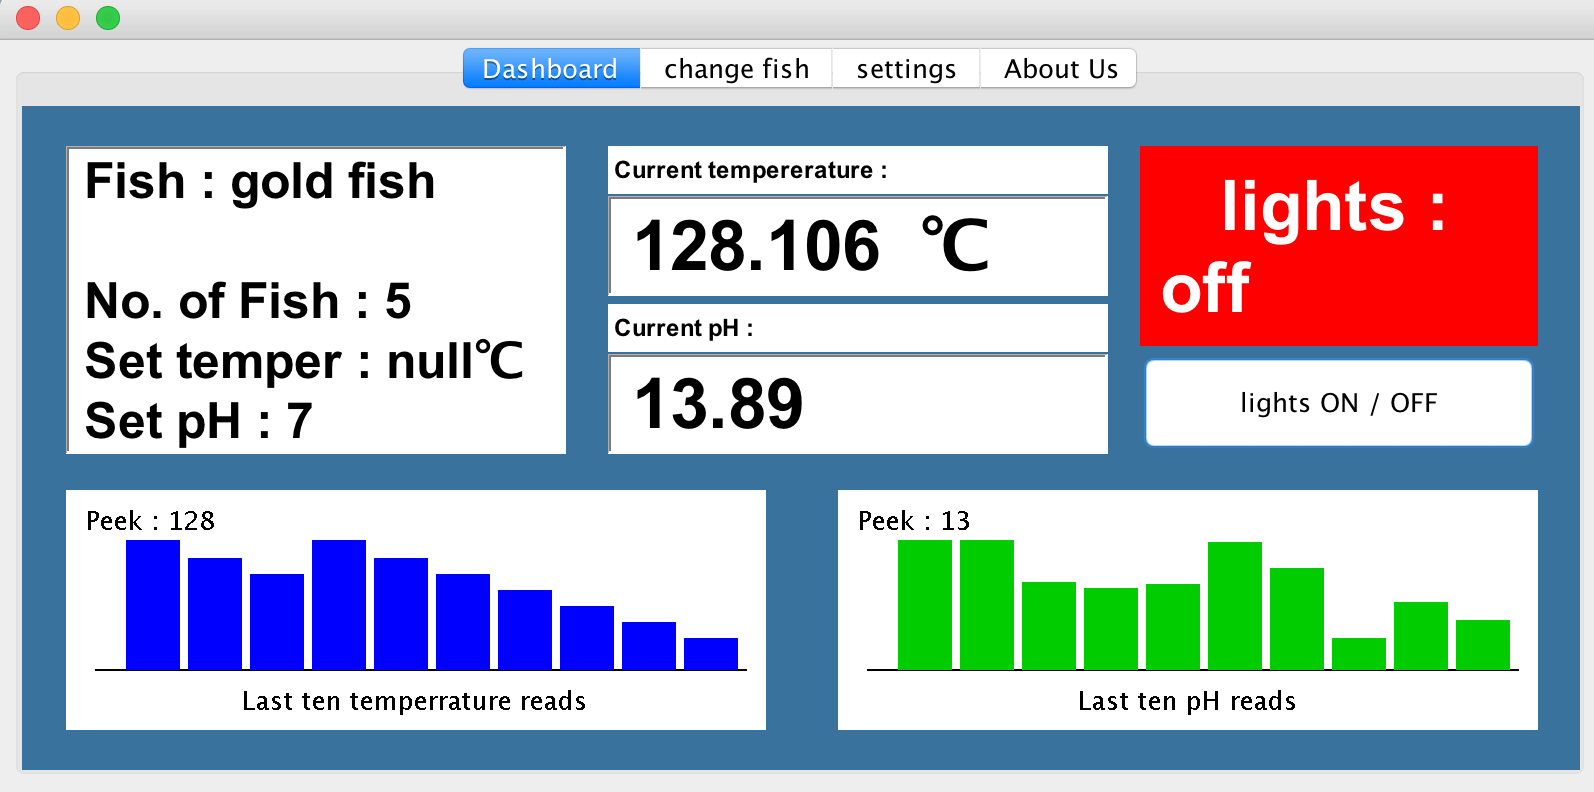 Dashboard change fish settings About Us
Fish : gold fish
No. of Fish : 5
Set temper : null℃
Set pH : 7
Current tempererature :
128.106 ℃
Current pH :
13.89
lights :
off
lights ON / OFF
Peek : 128
Last ten temperrature reads
Peek : 13
Last ten pH reads